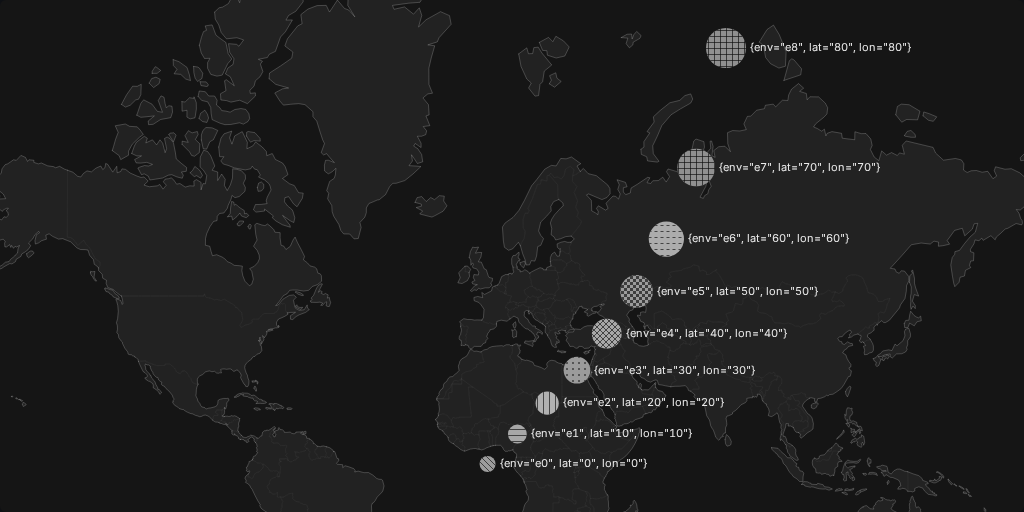 {env="e8", lat="80", lon="80"}
{env="e7", lat="70", lon="70"}
{env="e6", lat="60", lon="60"}
{env="e5", lat="50", lon="50"}
{env="e4", lat="40", lon="40"}
{env="e3", lat="30", lon="30"}
{env="e2", lat="20", lon="20"}
{env="e1", lat="10", lon="10"}
{env="e0", lat="0", lon="0"}